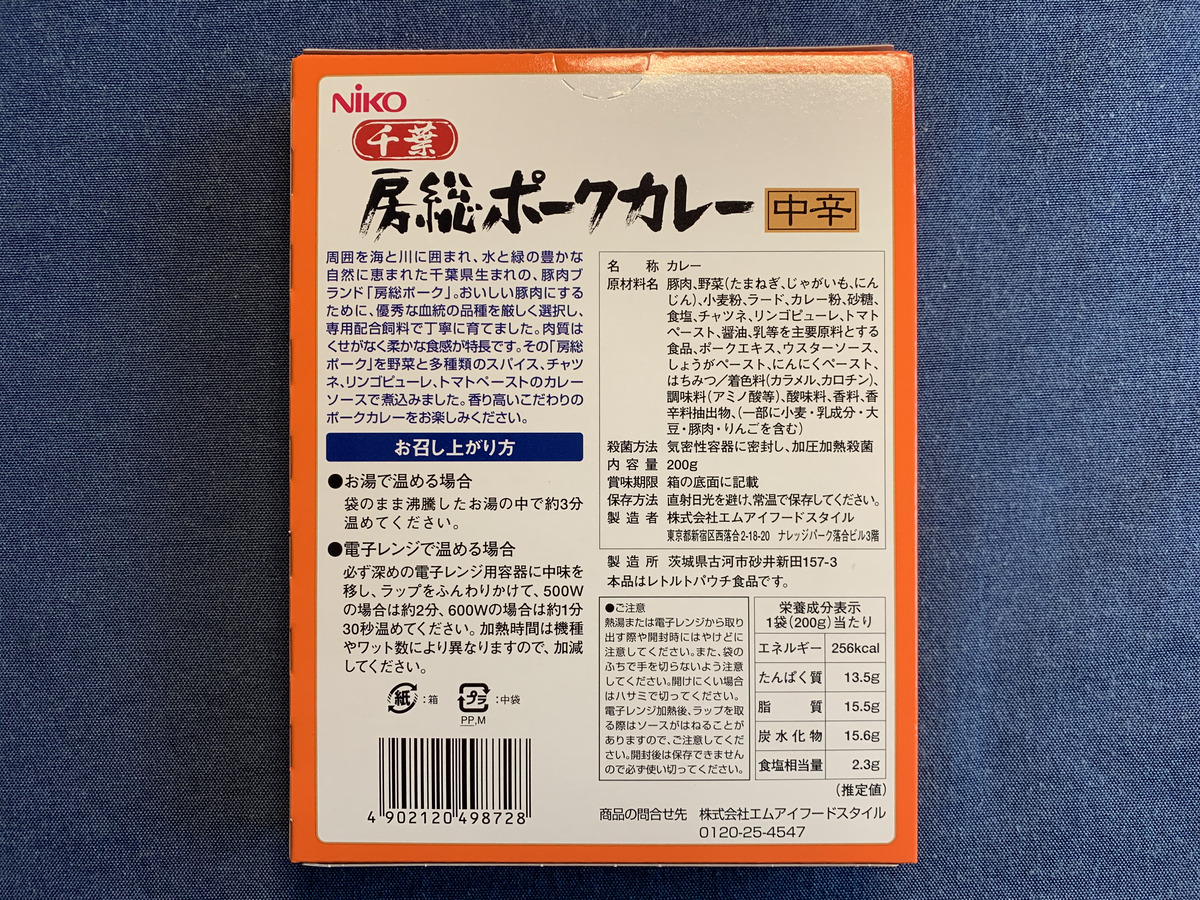 NiKO
千葉
房総ポークカレー 中辛
周囲を海と川に囲まれ、水と緑の豊かな
自然に恵まれた千葉県生まれの、豚肉ブ
ランド「房総ポーク」。おいしい豚肉にする
ために、優秀な血統の品種を厳しく選択し、
専用配合飼料で丁寧に育てました。肉質は
くせがなく柔かな食感が特長です。その「房総
ポーク」を野菜と多種類のスパイス、チャツ
ネ、リンゴピューレ、トマトペーストのカレー
ソースで煮込みました。香り高いこだわりの
ポークカレーをお楽しみください。
お召し上がり方
●お湯で温める場合
袋のまま沸騰したお湯の中で約3分
温めてください。
●電子レンジで温める場合
必ず深めの電子レンジ用容器に中味を
移し、ラップをふんわりかけて、500W
の場合は約2分、600Wの場合は約1分
30秒温めてください。加熱時間は機種
やワット数により異なりますので、加減
してください。
紙 :箱 プラ :中袋
PP,M
4 902120 498728
名称 カレー
原材料名 豚肉、野菜(たまねぎ、じゃがいも、にん
じん)、小麦粉、ラード、カレー粉、砂糖、
食塩、チャツネ、リンゴピューレ、トマト
ペースト、醤油、乳等を主要原料とする
食品、ポークエキス、ウスターソース、
しょうがペースト、にんにくペースト、
はちみつ/着色料(カラメル、カロチン)、
調味料(アミノ酸等)、酸味料、香料、香
辛料抽出物、(一部に小麦・乳成分・大
豆・豚肉・りんごを含む)
殺菌方法 気密性容器に密封し、加圧加熱殺菌
内容量 200g
賞味期限 箱の底面に記載
保存方法 直射日光を避け、常温で保存してください。
製造者 株式会社エムアイフードスタイル
東京都新宿区西落合2-18-20 ナレッジパーク落合ビル3階
製造所 茨城県古河市砂井新田157-3
本品はレトルトパウチ食品です。
●ご注意
熱湯または電子レンジから取り
出す際や開封時にはやけどに
注意してください。また、袋の
ふちで手を切らないよう注意
してください。開けにくい場合
はハサミで切ってください。
電子レンジ加熱後、ラップを取
る際はソースがはねることが
ありますので、ご注意してくだ
さい。開封後は保存できません
ので必ず使い切ってください。
栄養成分表示
1袋(200g)当たり
エネルギー 256kcal
たんぱく質 13.5g
脂質 15.5g
炭水化物 15.6g
食塩相当量 2.3g
(推定値)
商品の問合せ先 株式会社エムアイフードスタイル
0120-25-4547